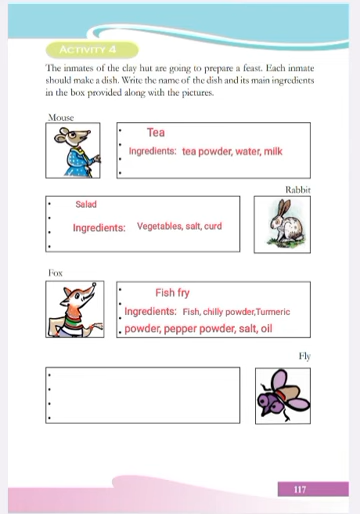 ACTIVITY 4
The inmates of the clay hut are going to prepare a feast. Each inmate
should make a dish. Write the name of the dish and its main ingredients
in the box provided along with the pictures.
Mouse
Tea
Ingredients: tea powder, water, milk
Rabbit
Salad
Ingredients: Vegetables, salt, curd
Fox
Fish fry
Ingredients: Fish, chilly powder,Turmeric
powder, pepper powder, salt, oil
Fly
117